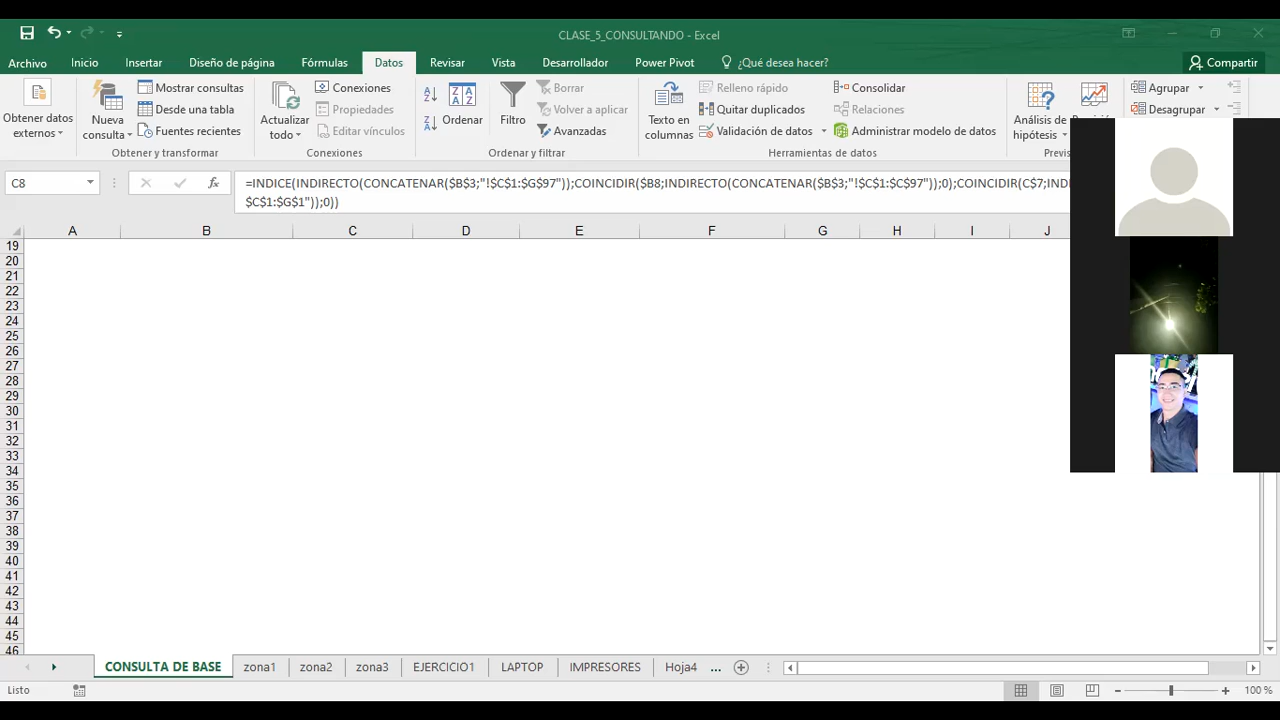 CLASE_5_CONSULTANDO - Excel
Archivo Inicio Insertar Diseño de página Fórmulas Datos Revisar Vista Desarrollador Power Pivot ¿Qué desea hacer? Compartir
Obtener datos externos
Nueva consulta
Mostrar consultas
Desde una tabla
Fuentes recientes
Obtener y transformar
Actualizar todo
Conexiones
Propiedades
Editar vínculos
Conexiones
Ordenar
Filtro
Borrar
Volver a aplicar
Avanzadas
Ordenar y filtrar
Texto en columnas
Relleno rápido
Quitar duplicados
Validación de datos
Consolidar
Relaciones
Administrar modelo de datos
Herramientas de datos
Análisis de hipótesis
Agrupar
Desagrupar
C8
fx
=INDICE(INDIRECTO(CONCATENAR($B$3;"!$C$1:$G$97"));COINCIDIR($B8;INDIRECTO(CONCATENAR($B$3;"!$C$1:$C$97"));0);COINCIDIR(C$7;IND
$C$1:$G$1"));0))
A B C D E F G H I J
19
20
21
22
23
24
25
26
27
28
29
30
31
32
33
34
35
36
37
38
39
40
41
42
43
44
45
46
CONSULTA DE BASE zona1 zona2 zona3 EJERCICIO1 LAPTOP IMPRESORES Hoja4 ...
Listo
100 %